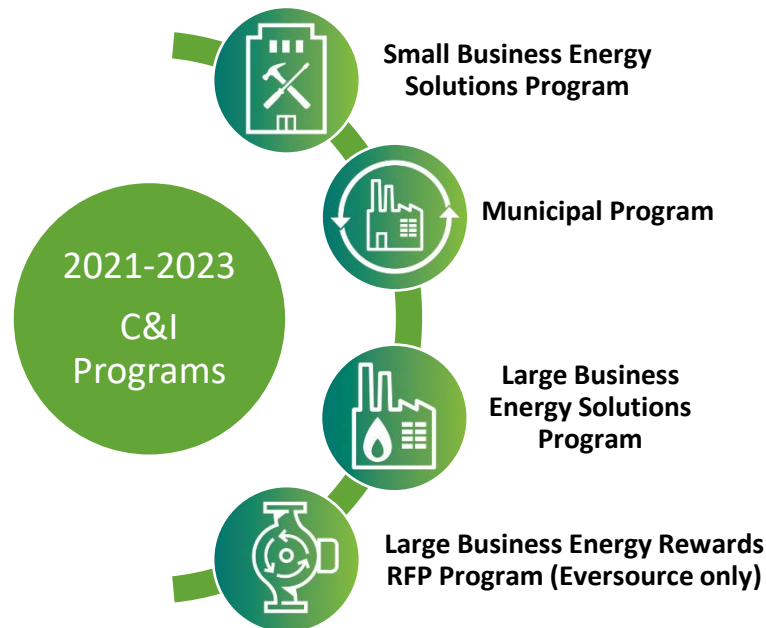 Small Business Energy
Solutions Program
Municipal Program
2021-2023
C&I
Programs
Large Business
Energy Solutions
Program
Large Business Energy Rewards
RFP Program (Eversource only)